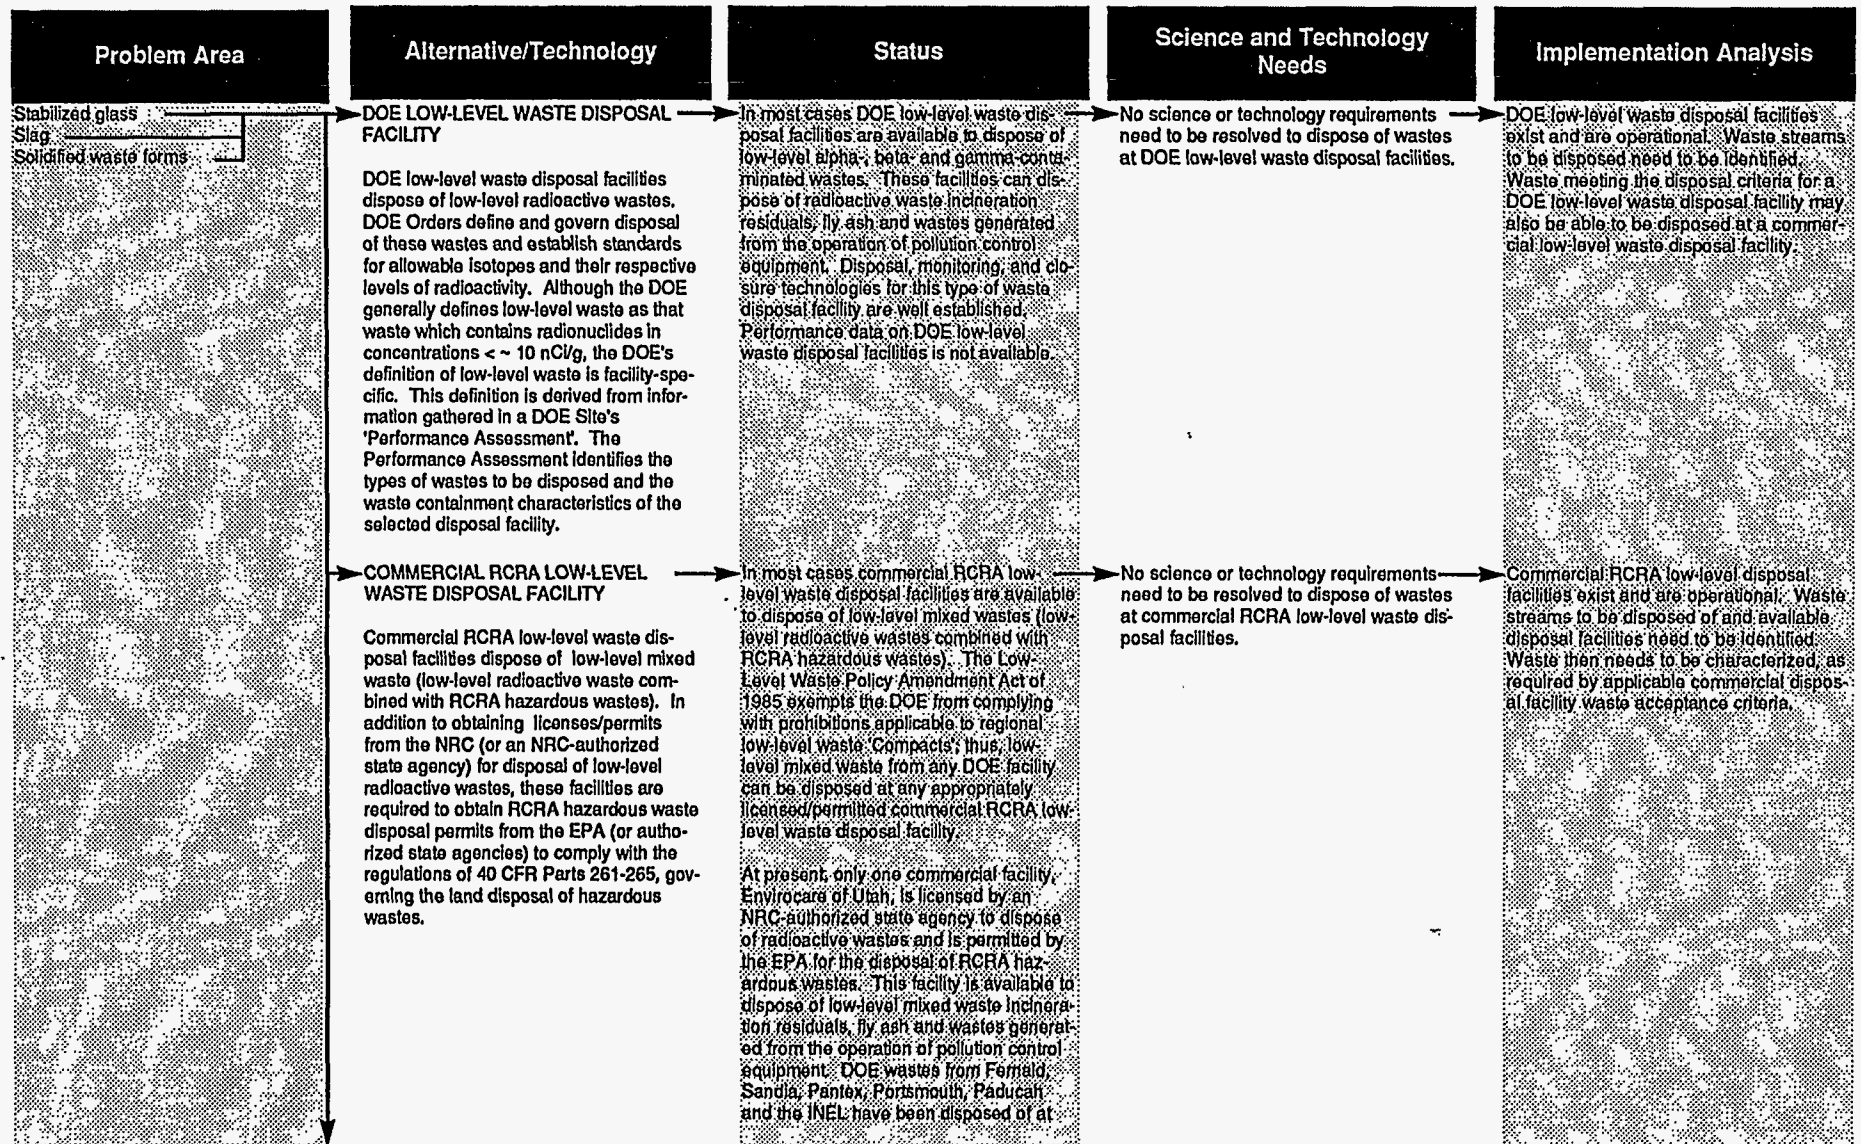 Problem Area
Alternative/Technology
Status
Science and Technology
Needs
Implementation Analysis
Stabilized glass
Slag
Solidified waste forms
DOE LOW-LEVEL WASTE DISPOSAL
FACILITY
DOE low-level waste disposal facilities
dispose of low-level radioactive wastes.
DOE Orders define and govern disposal
of these wastes and establish standards
for allowable isotopes and their respective
levels of radioactivity. Although the DOE
generally defines low-level waste as that
waste which contains radionuclides in
concentrations < ~ 10 nCi/g, the DOE's
definition of low-level waste is facility-spe-
cific. This definition is derived from infor-
mation gathered in a DOE Site's
'Performance Assessment'. The
Performance Assessment identifies the
types of wastes to be disposed and the
waste containment characteristics of the
selected disposal facility.
In most cases DOE low-level waste dis-
posal facilities are available to dispose of
low-level alpha-, beta- and gamma-conta-
minated wastes. These facilities can dis-
pose of radioactive waste incineration
residuals, fly ash and wastes generated
from the operation of pollution control
equipment. Disposal, monitoring, and clo-
sure technologies for this type of waste
disposal facility are well established.
Performance data on DOE low-level
waste disposal facilities is not available.
No science or technology requirements
need to be resolved to dispose of wastes
at DOE low-level waste disposal facilities.
DOE low-level waste disposal facilities
exist and are operational. Waste streams
to be disposed need to be identified.
Waste meeting the disposal criteria for a
DOE low-level waste disposal facility may
also be able to be disposed at a commer-
cial low-level waste disposal facility.
COMMERCIAL RCRA LOW-LEVEL
WASTE DISPOSAL FACILITY
Commercial RCRA low-level waste dis-
posal facilities dispose of low-level mixed
waste (low-level radioactive waste com-
bined with RCRA hazardous wastes). In
addition to obtaining licenses/permits
from the NRC (or an NRC-authorized
state agency) for disposal of low-level
radioactive wastes, these facilities are
required to obtain RCRA hazardous waste
disposal permits from the EPA (or autho-
rized state agencies) to comply with the
regulations of 40 CFR Parts 261-265, gov-
erning the land disposal of hazardous
wastes.
In most cases commercial RCRA low-
level waste disposal facilities are available
to dispose of low-level mixed wastes (low-
level radioactive wastes combined with
RCRA hazardous wastes). The Low-
Level Waste Policy Amendment Act of
1985 exempts the DOE from complying
with prohibitions applicable to regional
low-level waste 'Compacts'; thus, low-
level mixed waste from any DOE facility
can be disposed at any appropriately
licensed/permitted commercial RCRA low-
level waste disposal facility.
At present, only one commercial facility,
Envirocare of Utah, is licensed by an
NRC-authorized state agency to dispose
of radioactive wastes and is permitted by
the EPA for the disposal of RCRA haz-
ardous wastes. This facility is available to
dispose of low-level mixed waste incinera-
tion residuals, fly ash and wastes generat-
ed from the operation of pollution control
equipment. DOE wastes from Fernald,
Sandia, Pantex, Portsmouth, Paducah
and the INEL have been disposed of at
No science or technology requirements
need to be resolved to dispose of wastes
at commercial RCRA low-level waste dis-
posal facilities.
Commercial RCRA low-level disposal
facilities exist and are operational. Waste
streams to be disposed of and available
disposal facilities need to be identified.
Waste then needs to be characterized, as
required by applicable commercial dispos-
al facility waste acceptance criteria.